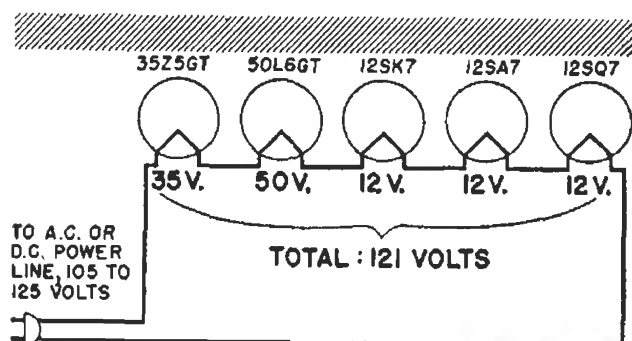 35Z5GT 50L6GT 12SK7 12SA7 12SQ7
35V. 50V. 12V. 12V. 12V.
TOTAL : 121 VOLTS
TO A.C. OR
D.C. POWER
LINE, 105 TO
125 VOLTS